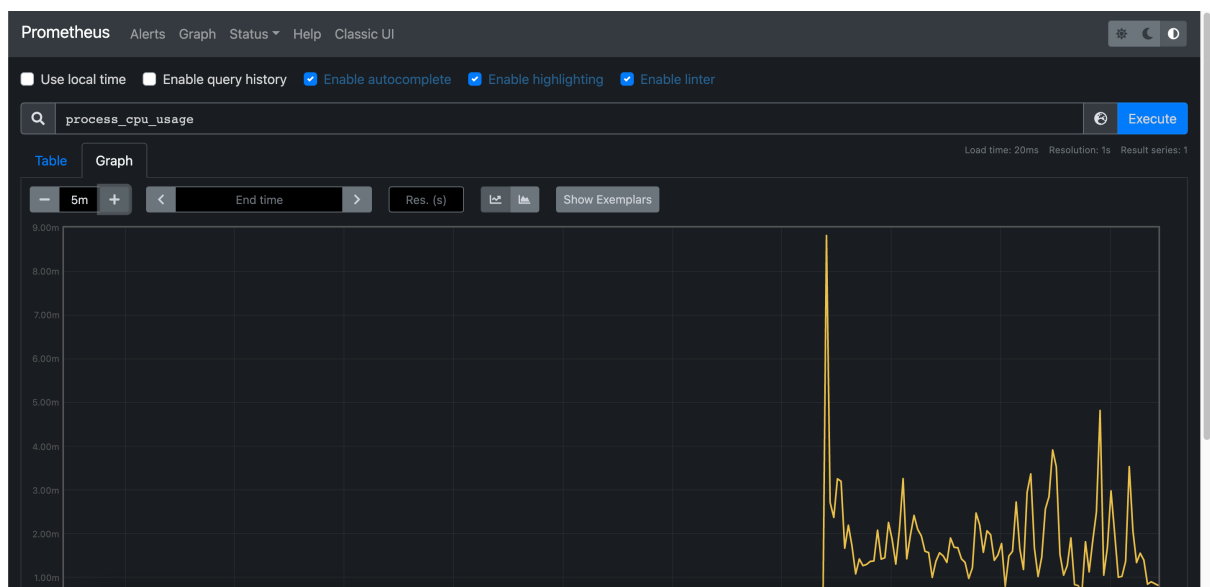 Prometheus Alerts Graph Status Help Classic UI
Use local time Enable query history Enable autocomplete Enable highlighting Enable linter
process_cpu_usage Execute
Load time: 20ms Resolution: 1s Result series: 1
Table Graph
5m End time Res. (s) Show Exemplars
9.00m
8.00m
7.00m
6.00m
5.00m
4.00m
3.00m
2.00m
1.00m